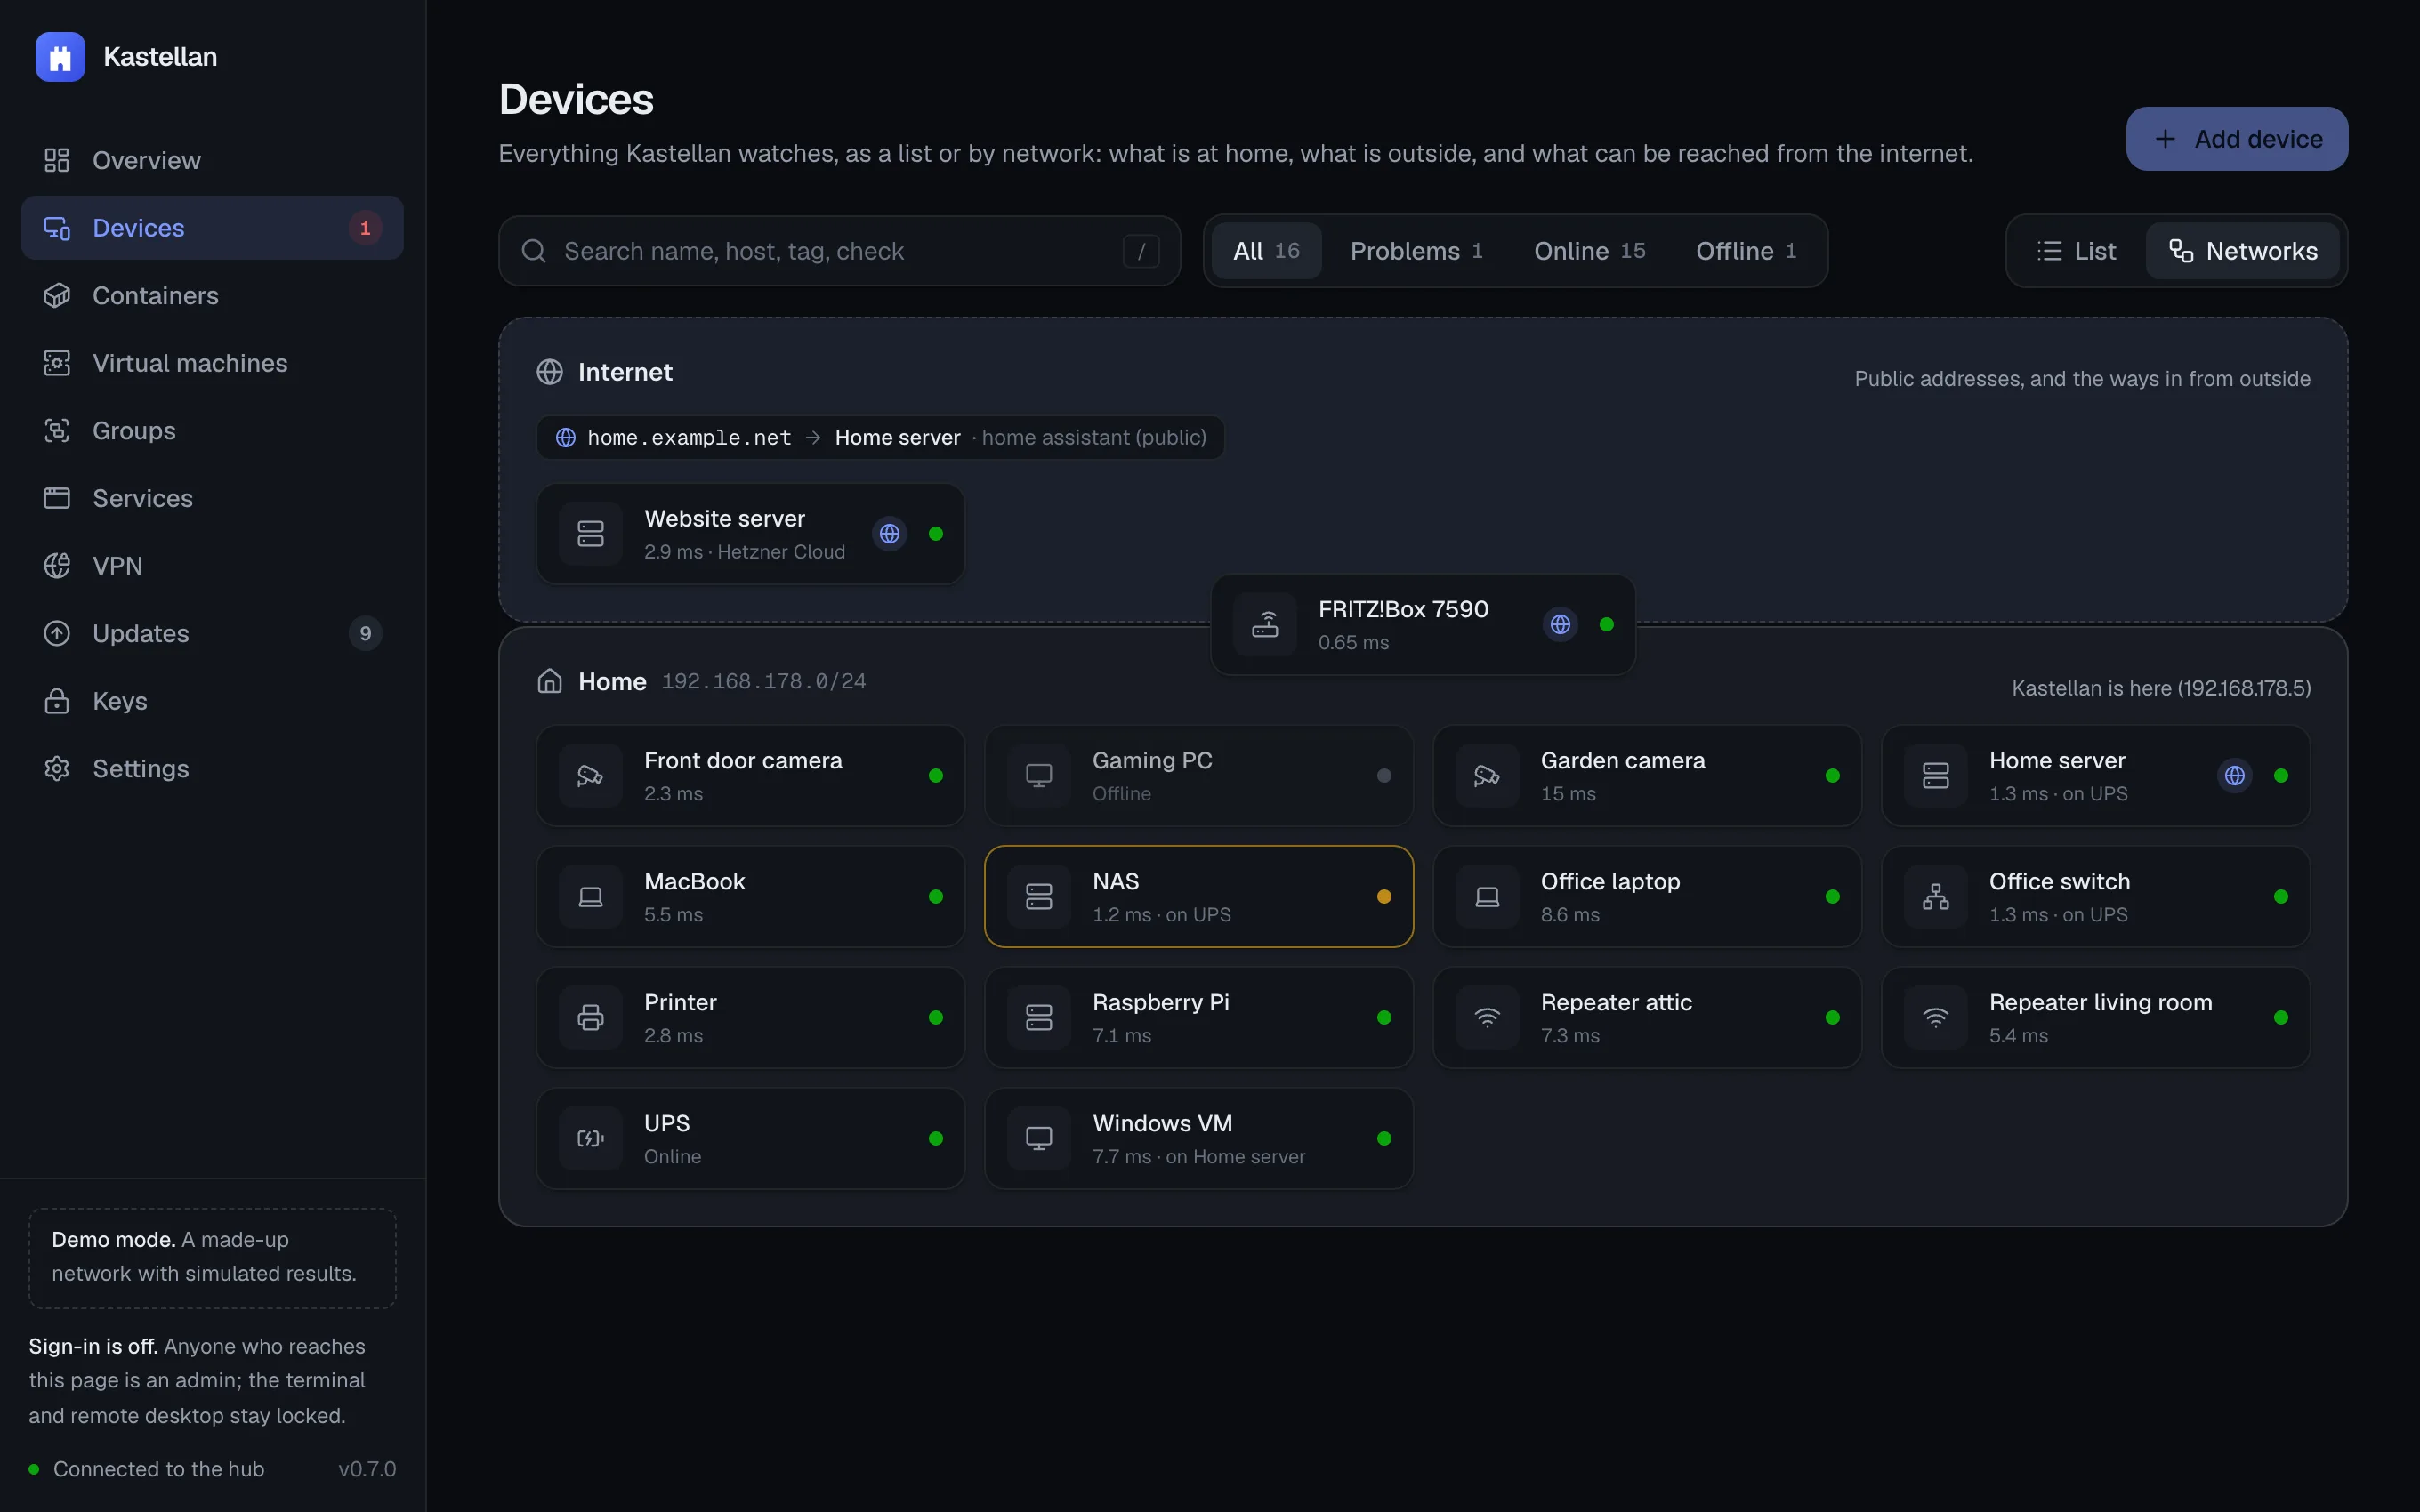 Kastellan
Overview
Devices 1
Containers
Virtual machines
Groups
Services
VPN
Updates 9
Keys
Settings
Demo mode. A made-up
network with simulated results.
Sign-in is off. Anyone who reaches
this page is an admin; the terminal
and remote desktop stay locked.
Connected to the hub v0.7.0
Devices
Everything Kastellan watches, as a list or by network: what is at home, what is outside, and what can be reached from the internet.
+ Add device
Search name, host, tag, check /
All 16 Problems 1 Online 15 Offline 1
List Networks
Internet
Public addresses, and the ways in from outside
home.example.net → Home server · home assistant (public)
Website server
2.9 ms · Hetzner Cloud
FRITZ!Box 7590
0.65 ms
Home 192.168.178.0/24
Kastellan is here (192.168.178.5)
Front door camera
2.3 ms
Gaming PC
Offline
Garden camera
15 ms
Home server
1.3 ms · on UPS
MacBook
5.5 ms
NAS
1.2 ms · on UPS
Office laptop
8.6 ms
Office switch
1.3 ms · on UPS
Printer
2.8 ms
Raspberry Pi
7.1 ms
Repeater attic
7.3 ms
Repeater living room
5.4 ms
UPS
Online
Windows VM
7.7 ms · on Home server